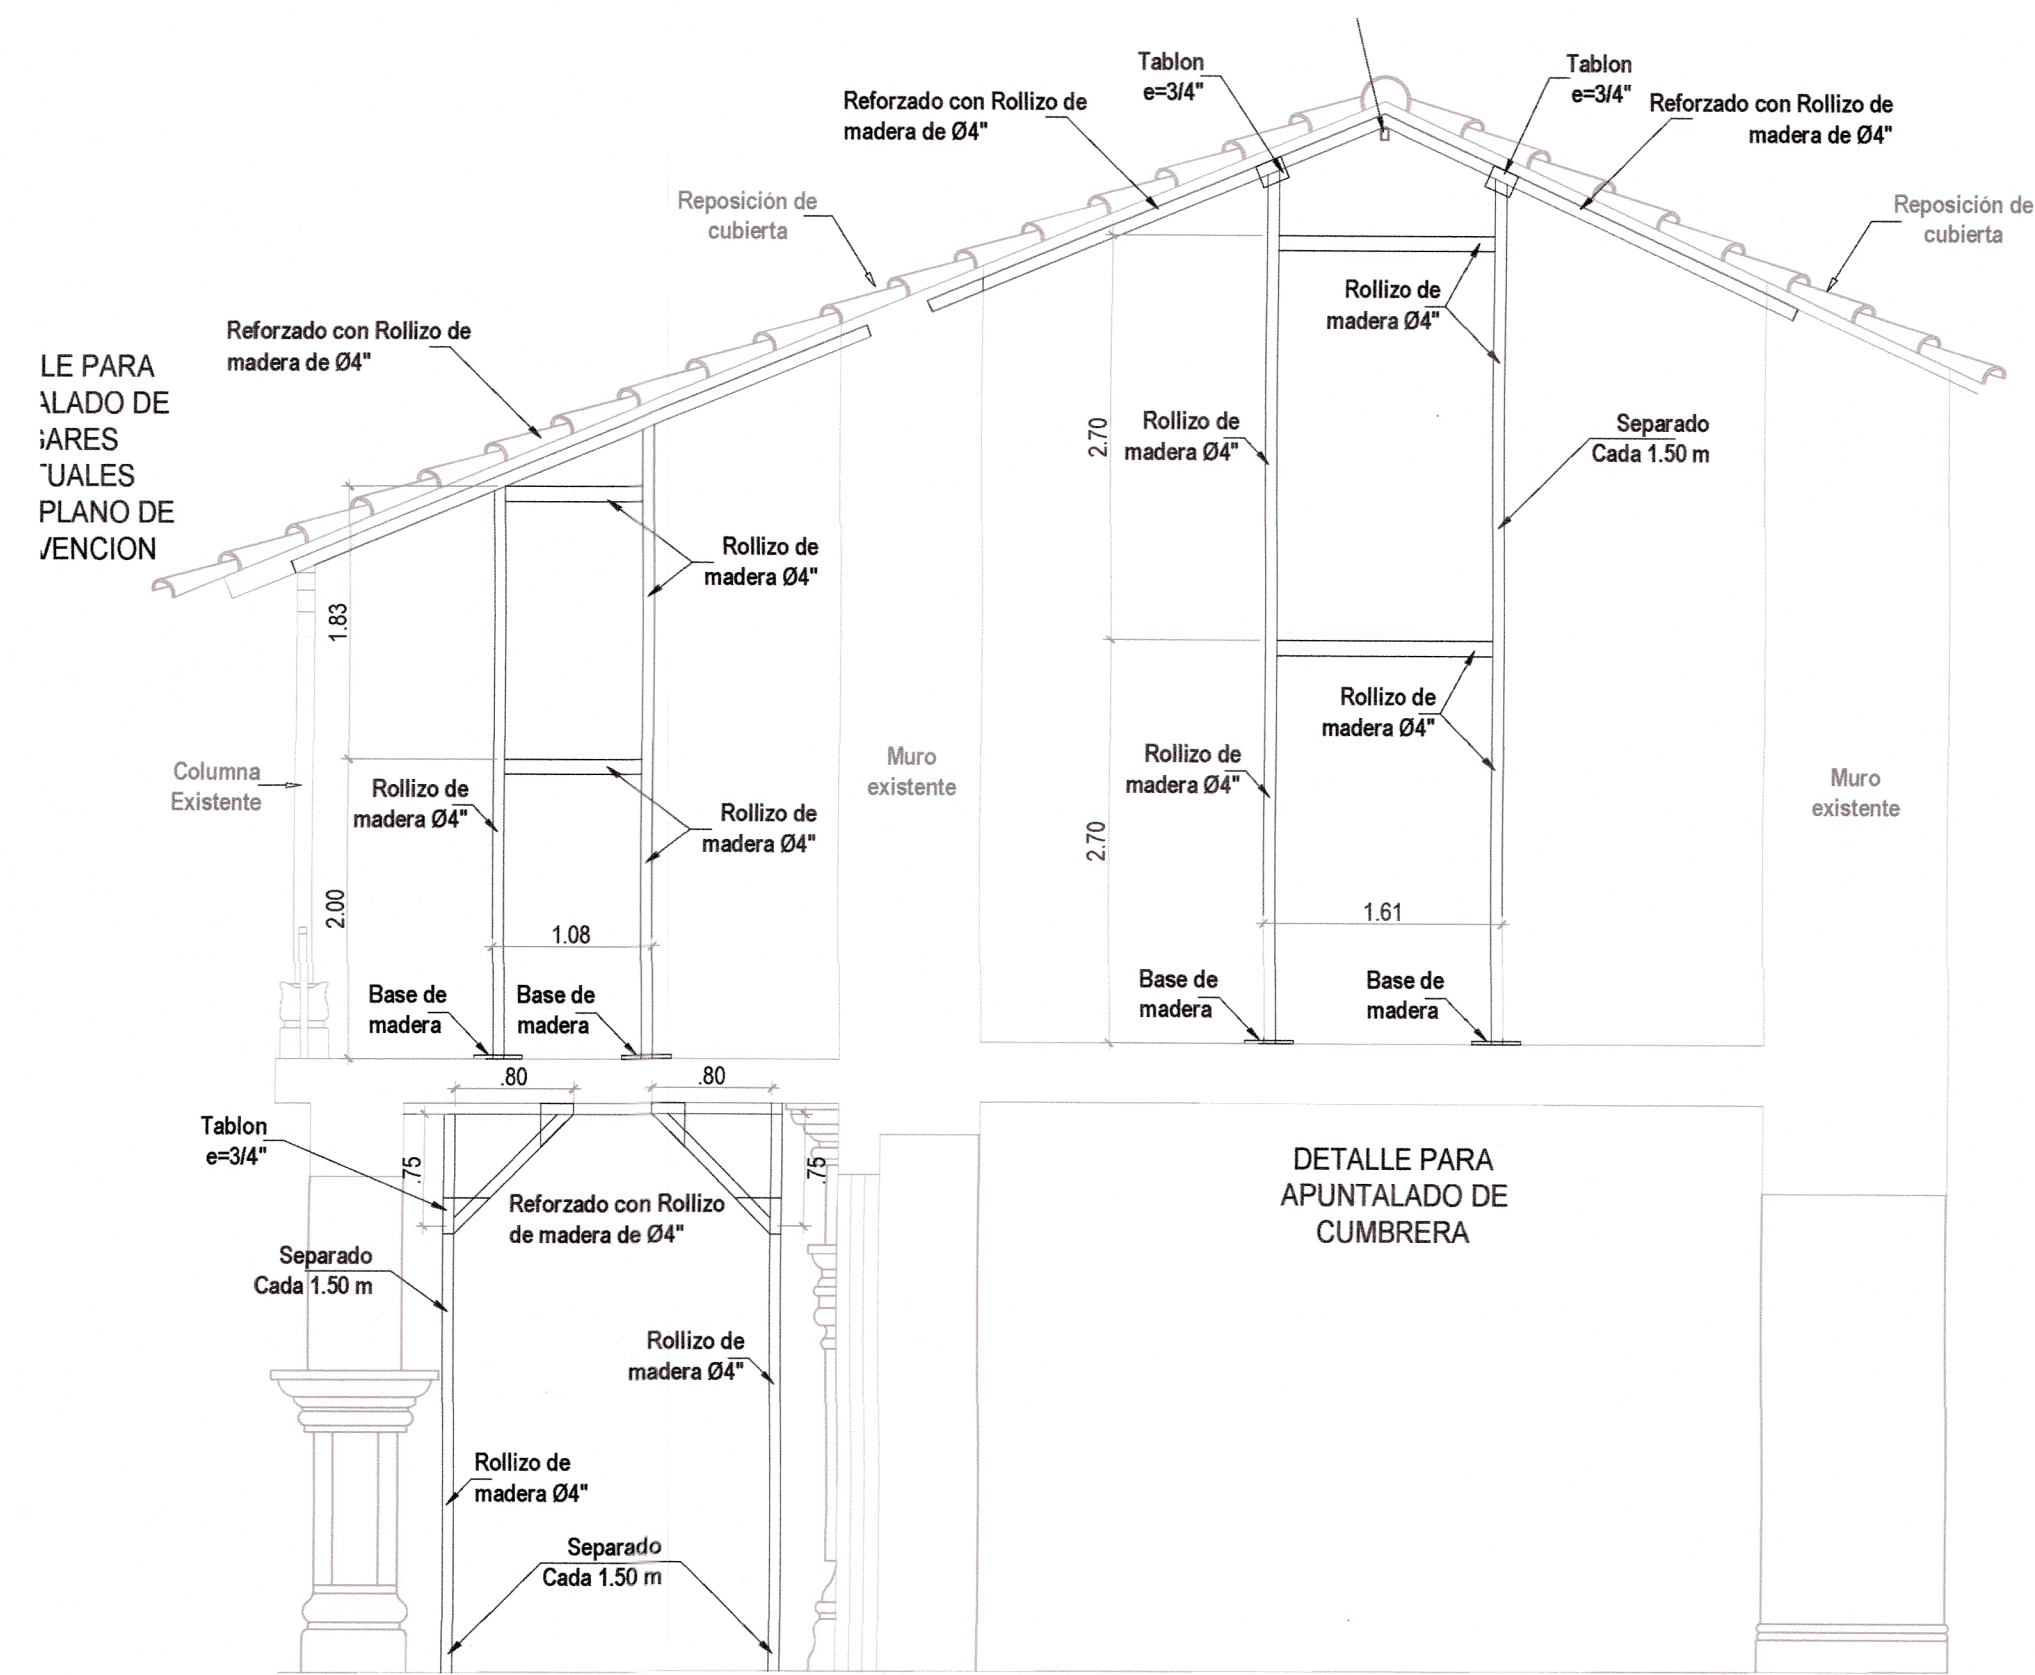 Tablon
e=3/4"
Tablon
e=3/4"
Reforzado con Rollizo de
madera de Ø4"
Reforzado con Rollizo de
madera de Ø4"
Reposición de
cubierta
Reposición de
cubierta
Reforzado con Rollizo de
madera de Ø4"
LE PARA
ALADO DE
GARES
TUALES
PLANO DE
VENCION
Rollizo de
madera Ø4"
2.70
Rollizo de
madera Ø4"
Separado
Cada 1.50 m
Rollizo de
madera Ø4"
1.83
Rollizo de
madera Ø4"
Columna
Existente
Rollizo de
madera Ø4"
Rollizo de
madera Ø4"
Muro
existente
Rollizo de
madera Ø4"
Muro
existente
2.00
2.70
1.08
1.61
Base de
madera
Base de
madera
Base de
madera
Base de
madera
.80
.80
Tablon
e=3/4"
.75
.75
Reforzado con Rollizo
de madera de Ø4"
DETALLE PARA
APUNTALADO DE
CUMBRERA
Separado
Cada 1.50 m
Rollizo de
madera Ø4"
Rollizo de
madera Ø4"
Separado
Cada 1.50 m